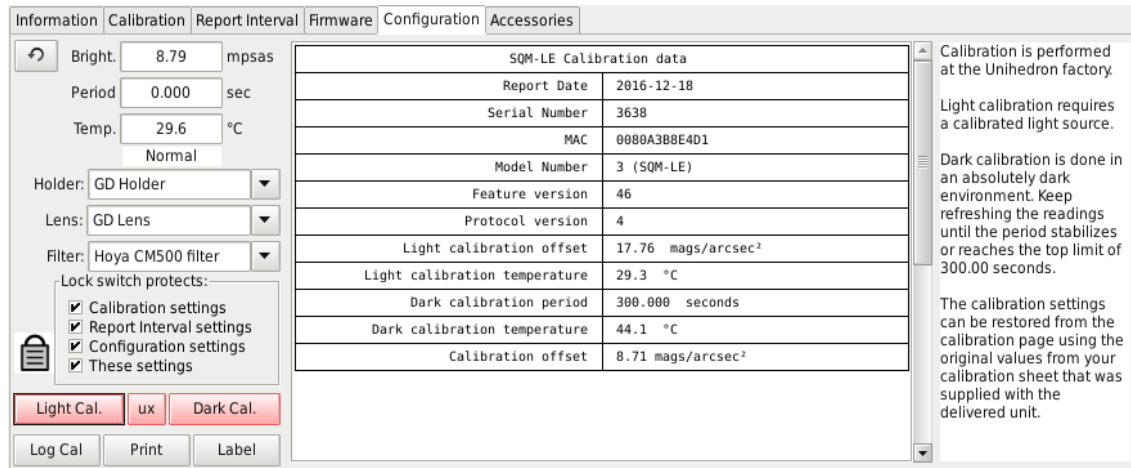 Information Calibration Report Interval Firmware Configuration Accessories
Bright. 8.79 mpsas
Period 0.000 sec
Temp. 29.6 °C
Normal
Holder: GD Holder
Lens: GD Lens
Filter: Hoya CM500 filter
Lock switch protects:
Calibration settings
Report Interval settings
Configuration settings
These settings
Light Cal. ux Dark Cal.
Log Cal Print Label
SQM-LE Calibration data
Report Date 2016-12-18
Serial Number 3638
MAC 0080A3B8E4D1
Model Number 3 (SQM-LE)
Feature version 46
Protocol version 4
Light calibration offset 17.76 mags/arcsec²
Light calibration temperature 29.3 °C
Dark calibration period 300.000 seconds
Dark calibration temperature 44.1 °C
Calibration offset 8.71 mags/arcsec²
Calibration is performed
at the Unihedron factory.
Light calibration requires
a calibrated light source.
Dark calibration is done in
an absolutely dark
environment. Keep
refreshing the readings
until the period stabilizes
or reaches the top limit of
300.00 seconds.
The calibration settings
can be restored from the
calibration page using the
original values from your
calibration sheet that was
supplied with the
delivered unit.